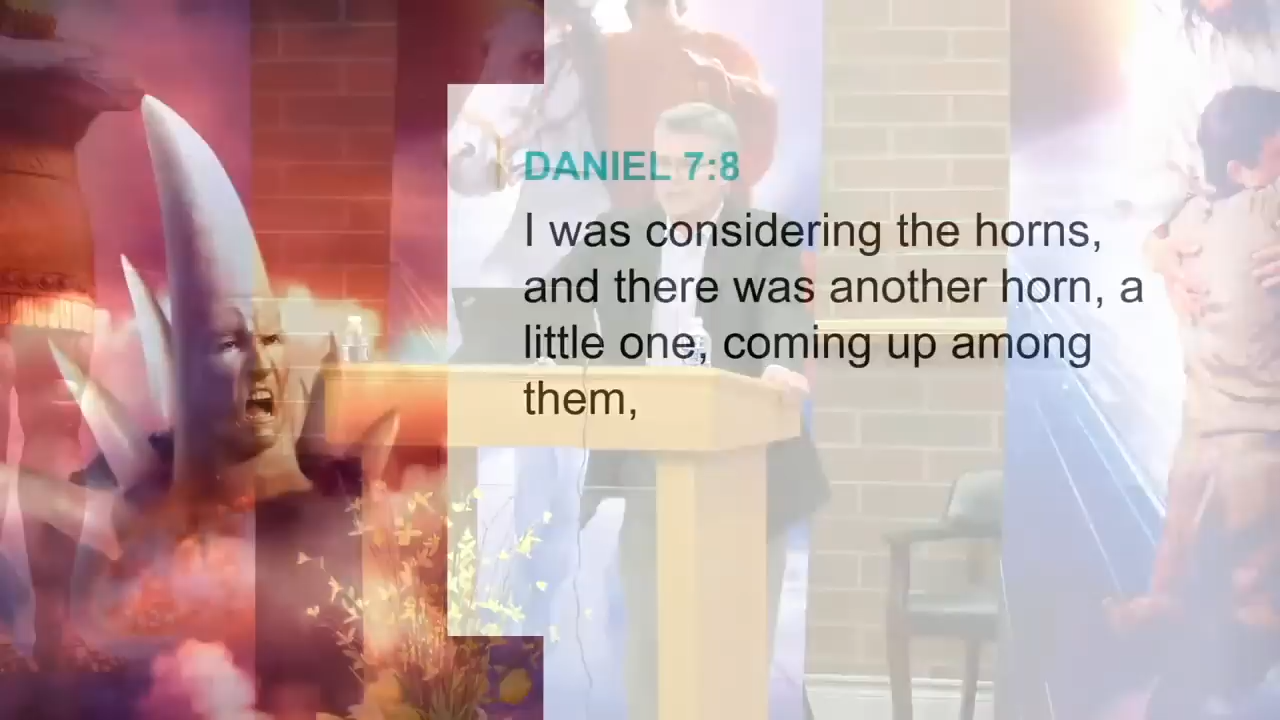 DANIEL 7:8
I was considering the horns,
and there was another horn, a
little one, coming up among
them,